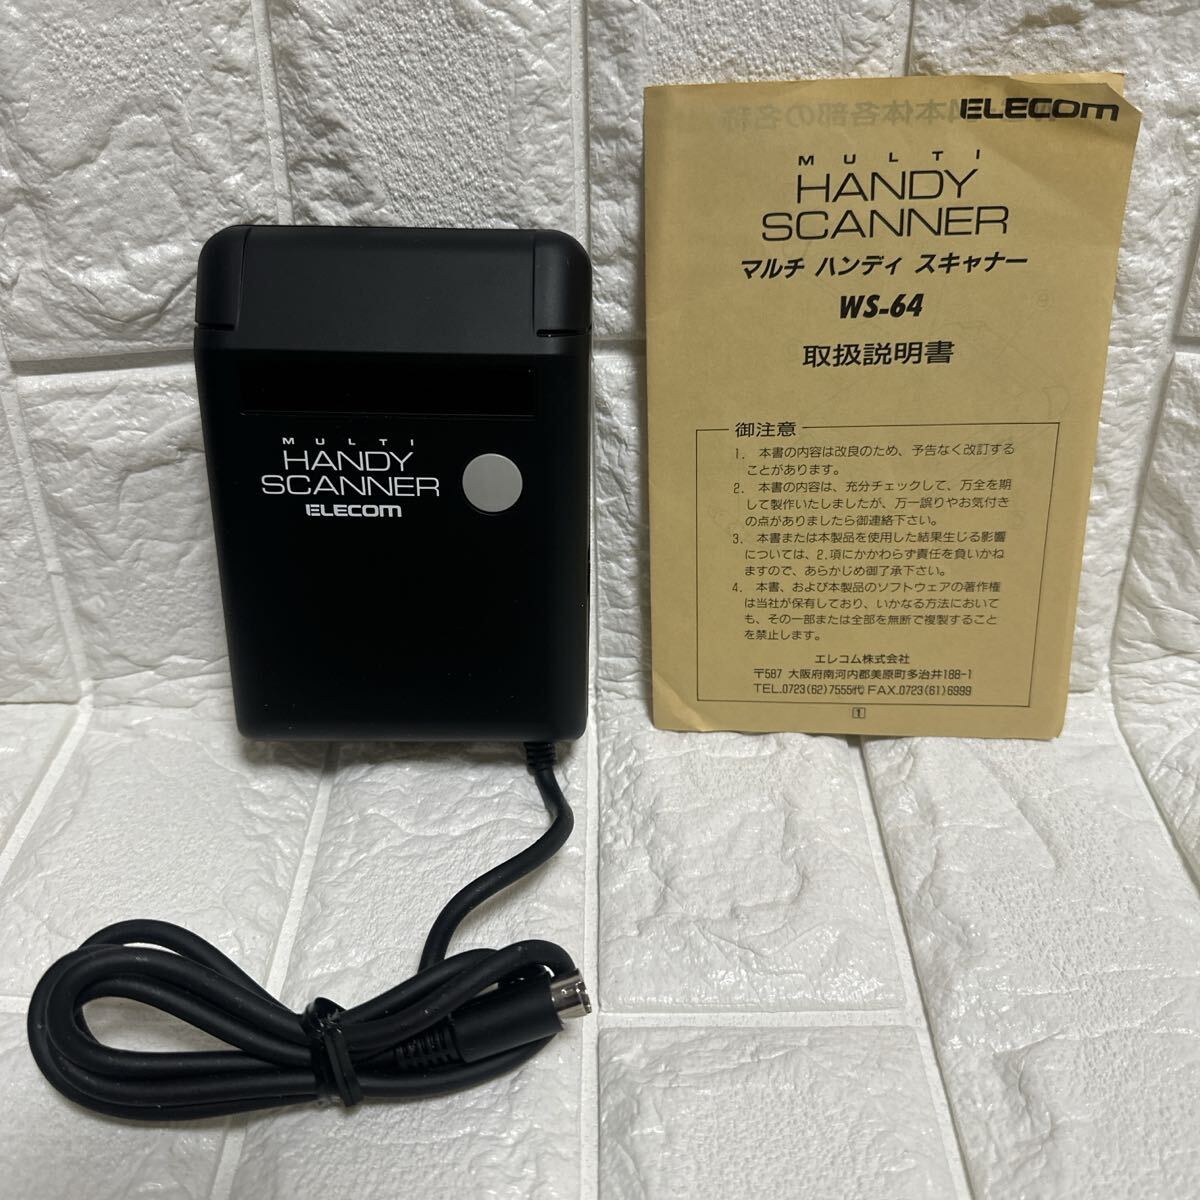 MULTI
HANDY
SCANNER
ELECOM
ELECOM
MULTI
HANDY
SCANNER
マルチ ハンディ スキャナー
WS-64
取扱説明書
御注意
1. 本書の内容は改良のため、予告なく改訂する
ことがあります。
2. 本書の内容は、充分チェックして、万全を期
して製作いたしましたが、万一誤りやお気付き
の点がありましたら御連絡下さい。
3. 本書または本製品を使用した結果生じる影響
については、2.項にかかわらず責任を負いかね
ますので、あらかじめ御了承下さい。
4. 本書、および本製品のソフトウェアの著作権
は当社が保有しており、いかなる方法において
も、その一部または全部を無断で複製すること
を禁止します。
エレコム株式会社
〒587 大阪府南河内郡美原町多治井188-1
TEL.0723(62)7555代 FAX.0723(61)6999
1